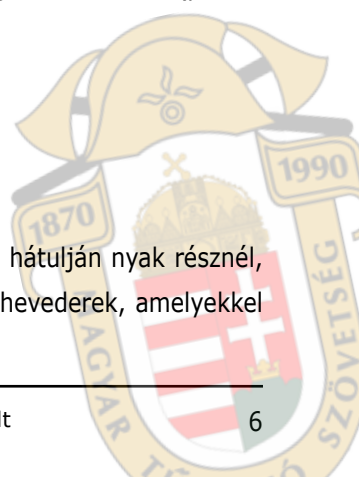 1870
1990
MAGYAR
SZÖVETSÉG
hátulján nyak résznél,
hevederek, amelyekkel
lt
6